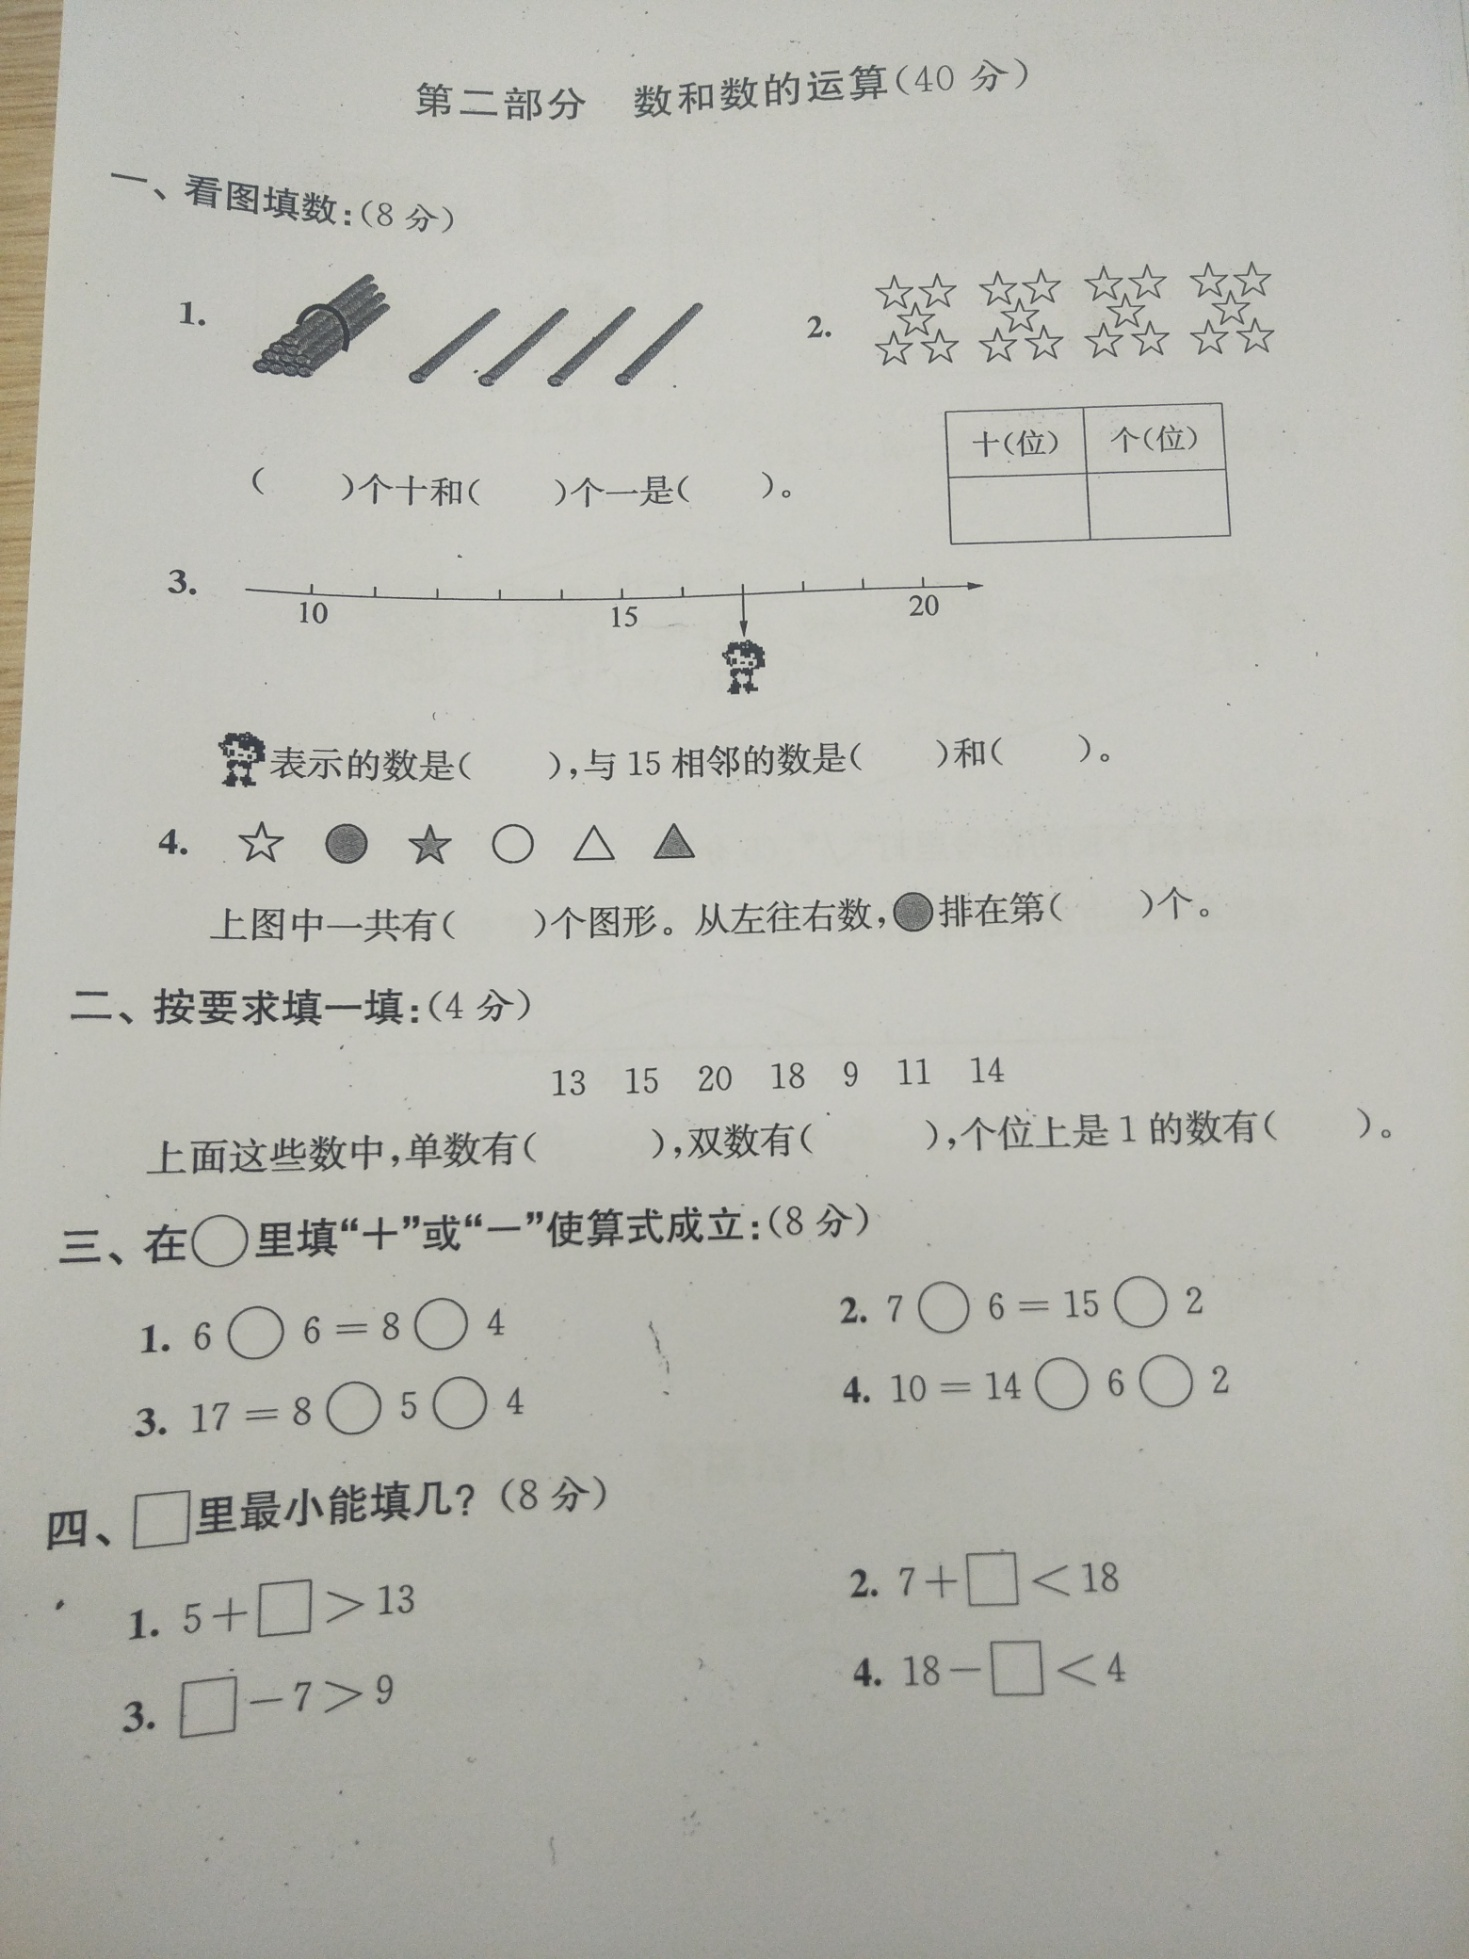 第二部分 数和数的运算(40 分)
一、看图填数:(8 分)
1.
2.
十(位) 个(位)
( )个十和( )个一是( )。
3.
10 15 20
表示的数是( ),与 15 相邻的数是( )和( )。
4. ☆ ● ★ ○ △ ▲
上图中一共有( )个图形。从左往右数,●排在第( )个。
二、按要求填一填:(4 分)
13 15 20 18 9 11 14
上面这些数中,单数有( ),双数有( ),个位上是 1 的数有( )。
三、在○里填“+”或“-”使算式成立:(8 分)
1. 6 ○ 6 = 8 ○ 4
2. 7 ○ 6 = 15 ○ 2
3. 17 = 8 ○ 5 ○ 4
4. 10 = 14 ○ 6 ○ 2
四、□里最小能填几?(8 分)
1. 5 + □ > 13
2. 7 + □ < 18
3. □ - 7 > 9
4. 18 - □ < 4